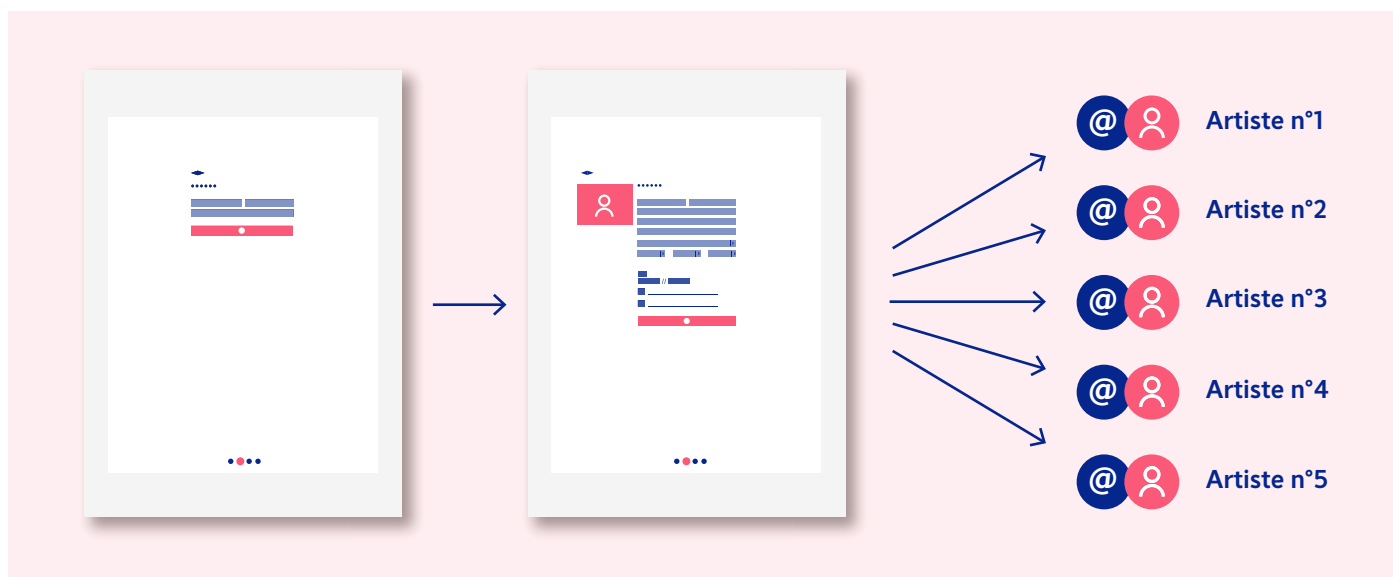 @ Artiste n°1
@ Artiste n°2
@ Artiste n°3
@ Artiste n°4
@ Artiste n°5